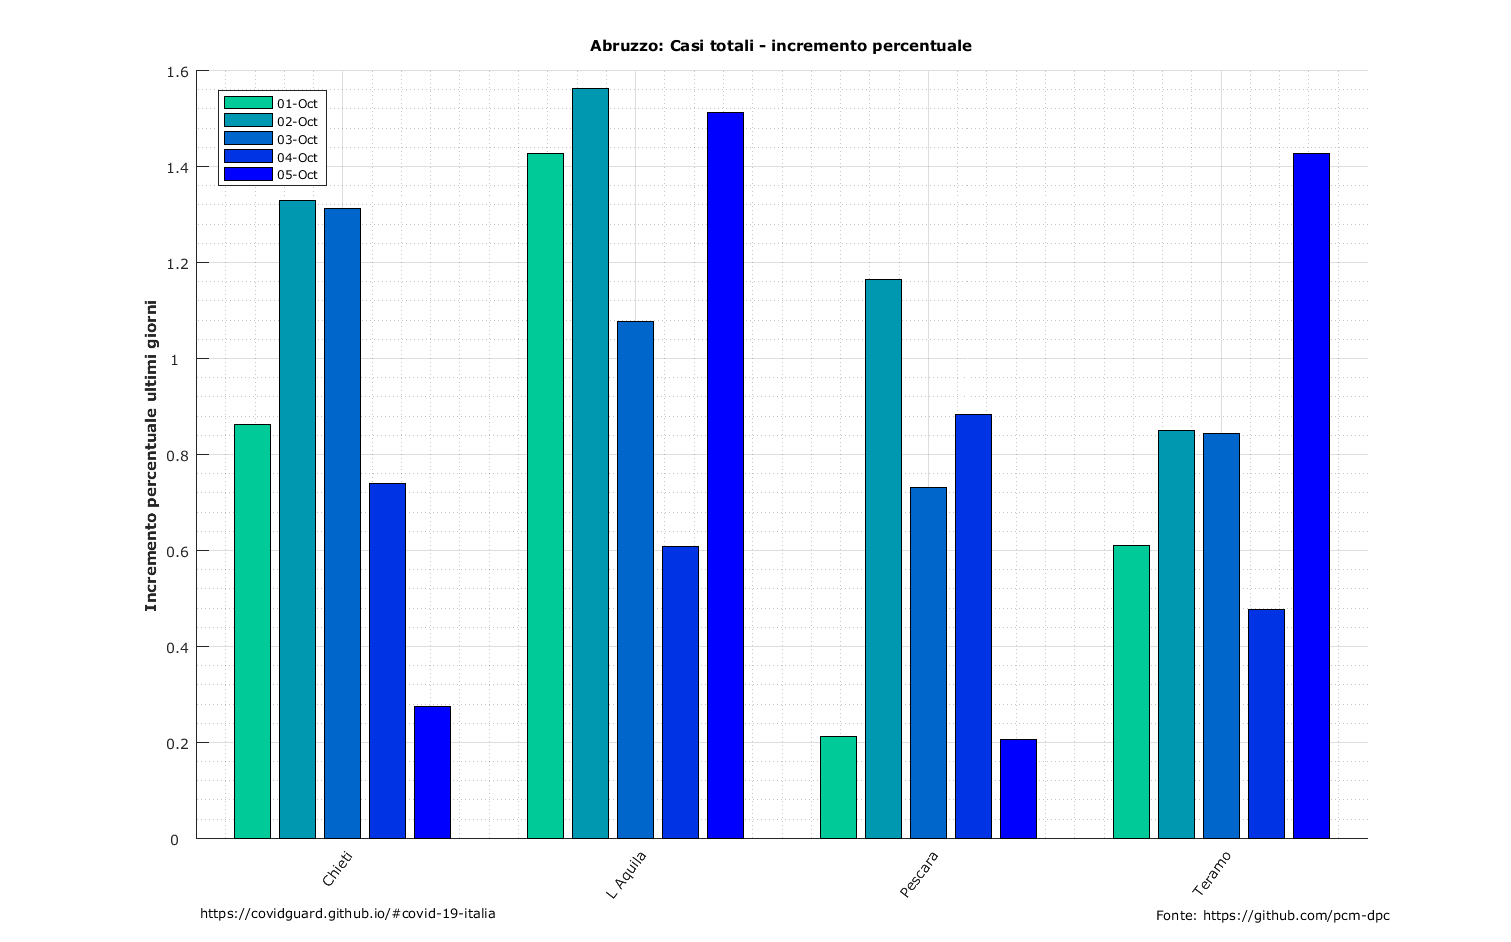 Abruzzo: Casi totali - incremento percentuale
01-Oct
02-Oct
03-Oct
04-Oct
05-Oct
Incremento percentuale ultimi giorni
1.6
1.4
1.2
1
0.8
0.6
0.4
0.2
0
Chieti
L Aquila
Pescara
Teramo
https://covidguard.github.io/#covid-19-italia
Fonte: https://github.com/pcm-dpc